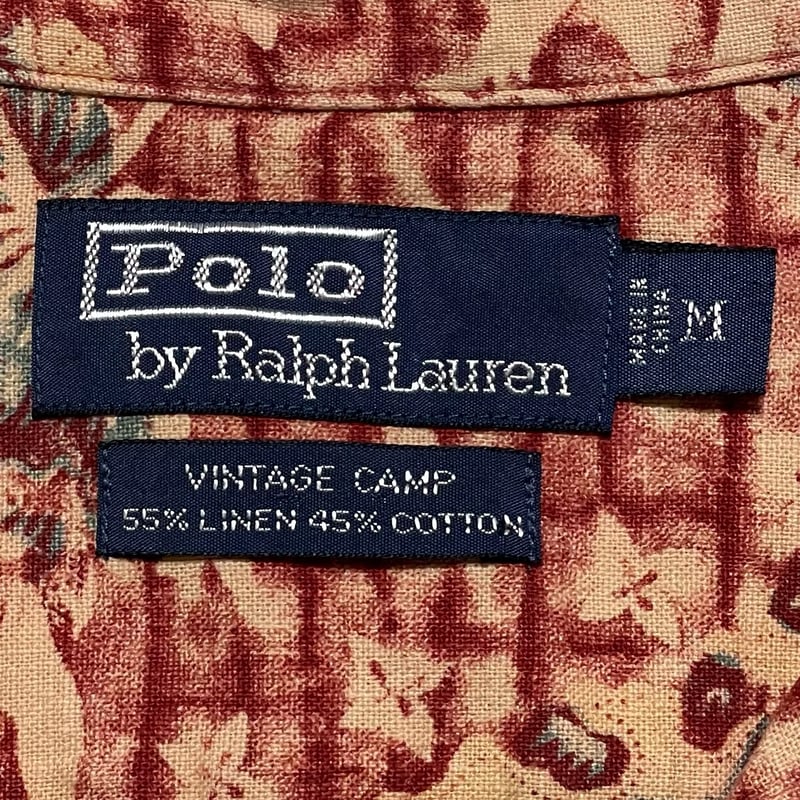 Polo
by Ralph Lauren
MADE IN
CHINA
M
VINTAGE CAMP
55% LINEN 45% COTTON